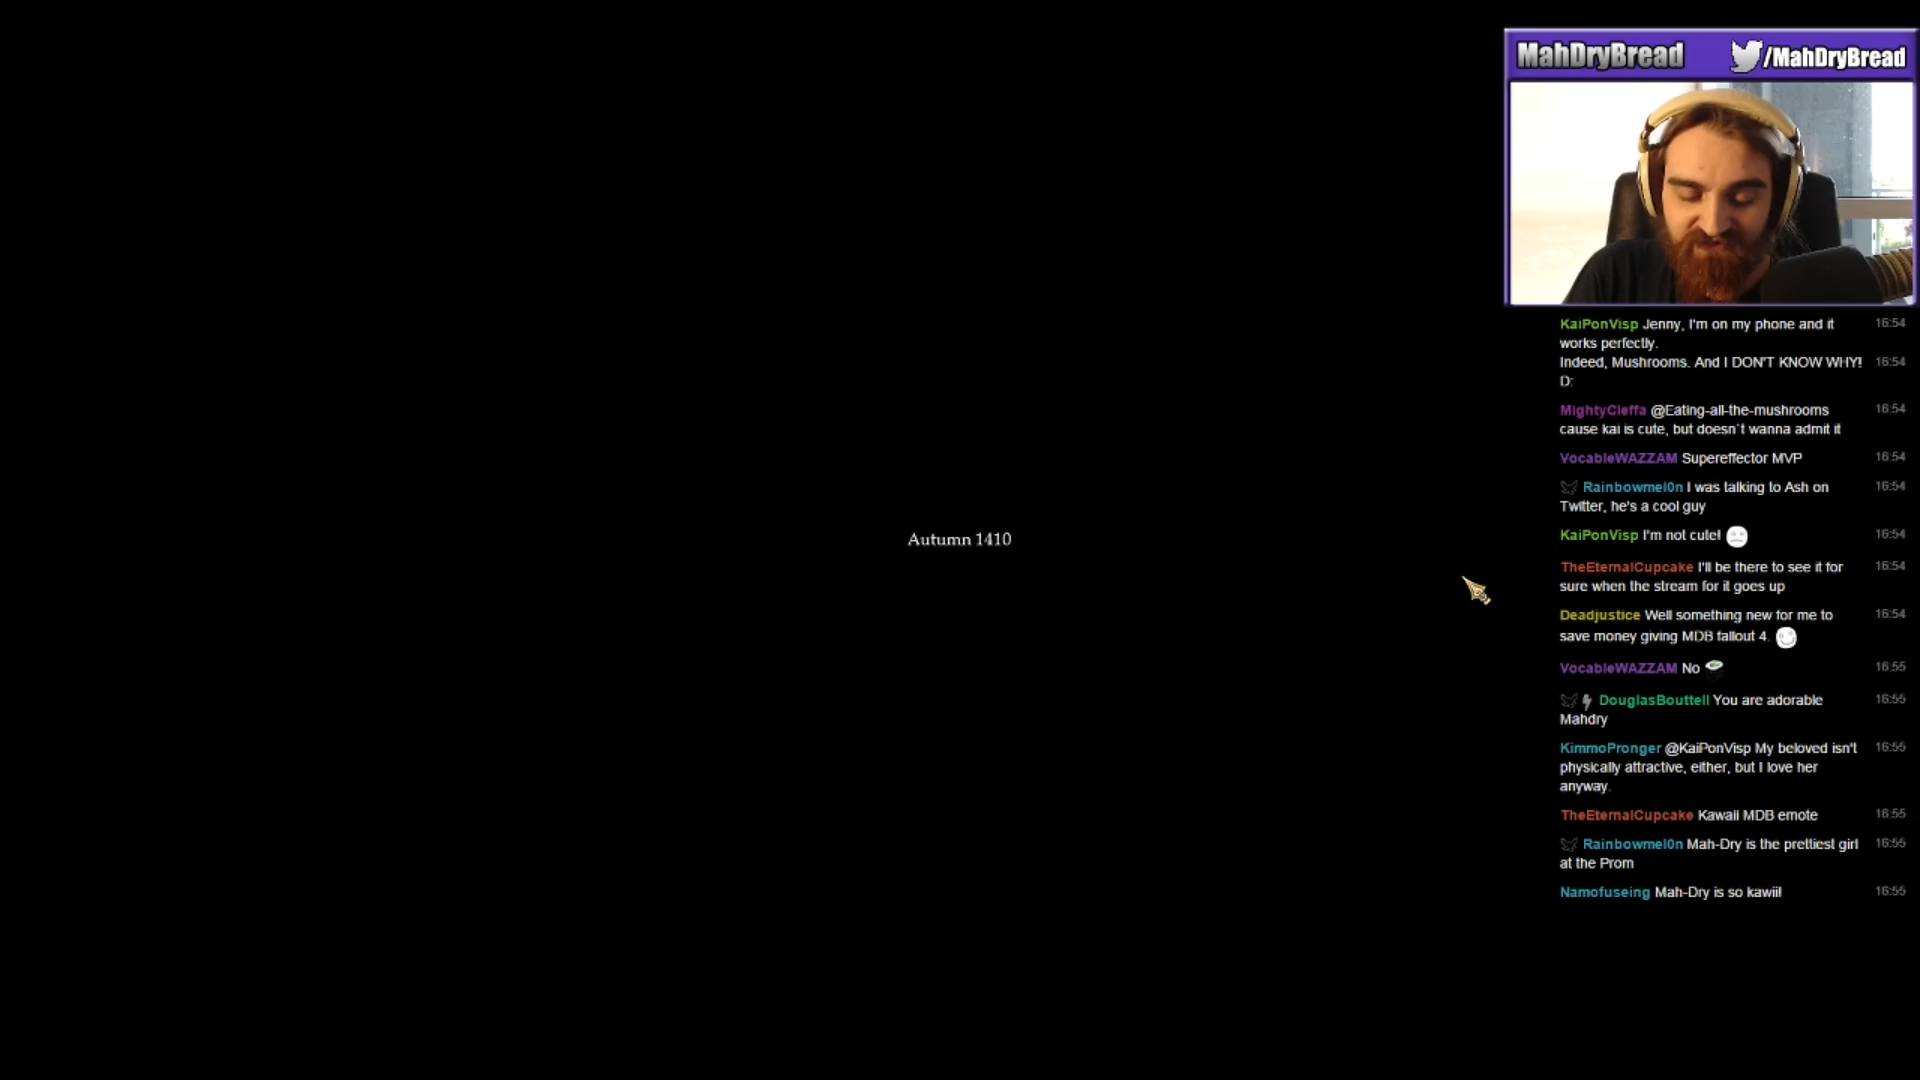 MahDryBread /MahDryBread
Autumn 1410
KaiPonVisp Jenny, I'm on my phone and it 16:54
works perfectly.
Indeed, Mushrooms. And I DON'T KNOW WHY! 16:54
D:
MightyCleffa @Eating-all-the-mushrooms 16:54
cause kai is cute, but doesn`t wanna admit it
VocableWAZZAM Supereffector MVP 16:54
Rainbowmel0n I was talking to Ash on 16:54
Twitter, he's a cool guy
KaiPonVisp I'm not cute! 16:54
TheEternalCupcake I'll be there to see it for 16:54
sure when the stream for it goes up
Deadjustice Well something new for me to 16:54
save money giving MDB fallout 4.
VocableWAZZAM No 16:55
DouglasBouttell You are adorable 16:55
Mahdry
KimmoPronger @KaiPonVisp My beloved isn't 16:55
physically attractive, either, but I love her
anyway.
TheEternalCupcake Kawaii MDB emote 16:55
Rainbowmel0n Mah-Dry is the prettiest girl 16:55
at the Prom
Namofuseing Mah-Dry is so kawii! 16:55